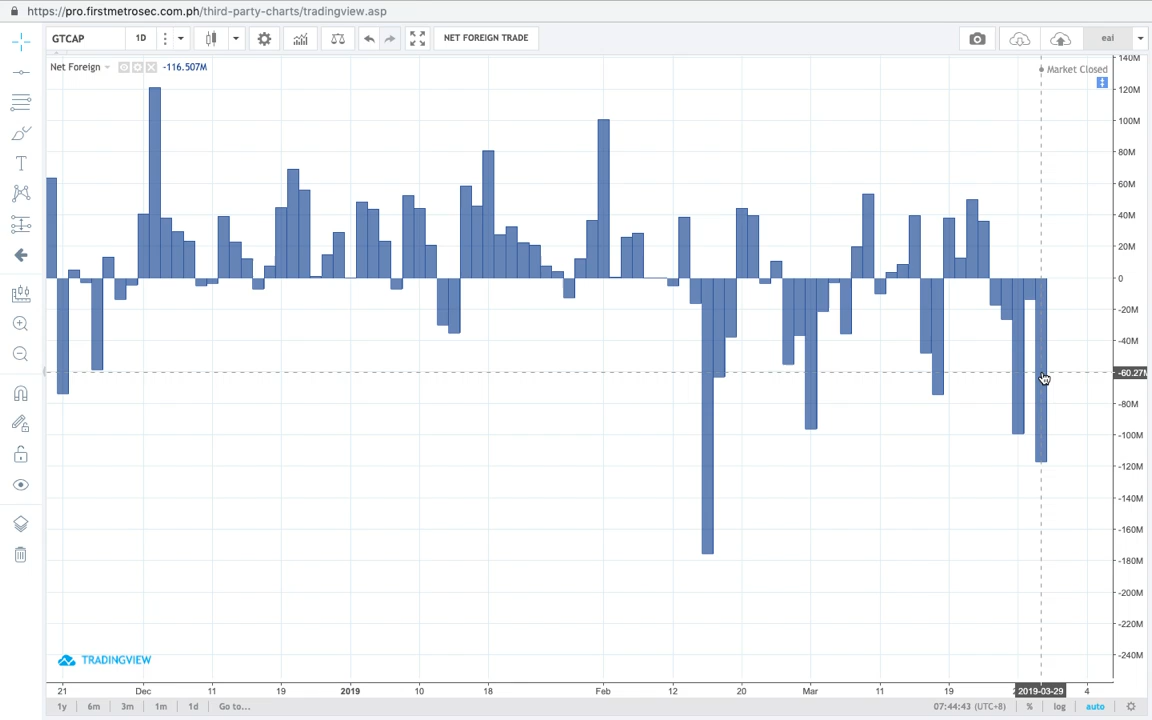 https://pro.firstmetrosec.com.ph/third-party-charts/tradingview.asp
GTCAP 1D NET FOREIGN TRADE eai
Net Foreign -116.507M
Market Closed
140M
120M
100M
80M
60M
40M
20M
0
-20M
-40M
-60.27M
-80M
-100M
-120M
-140M
-160M
-180M
-200M
-220M
-240M
TRADINGVIEW
21 Dec 11 19 2019 10 18 Feb 12 20 Mar 11 19 2019-03-29 4
1y 6m 3m 1m 1d Go to... 07:44:43 (UTC+8) % log auto